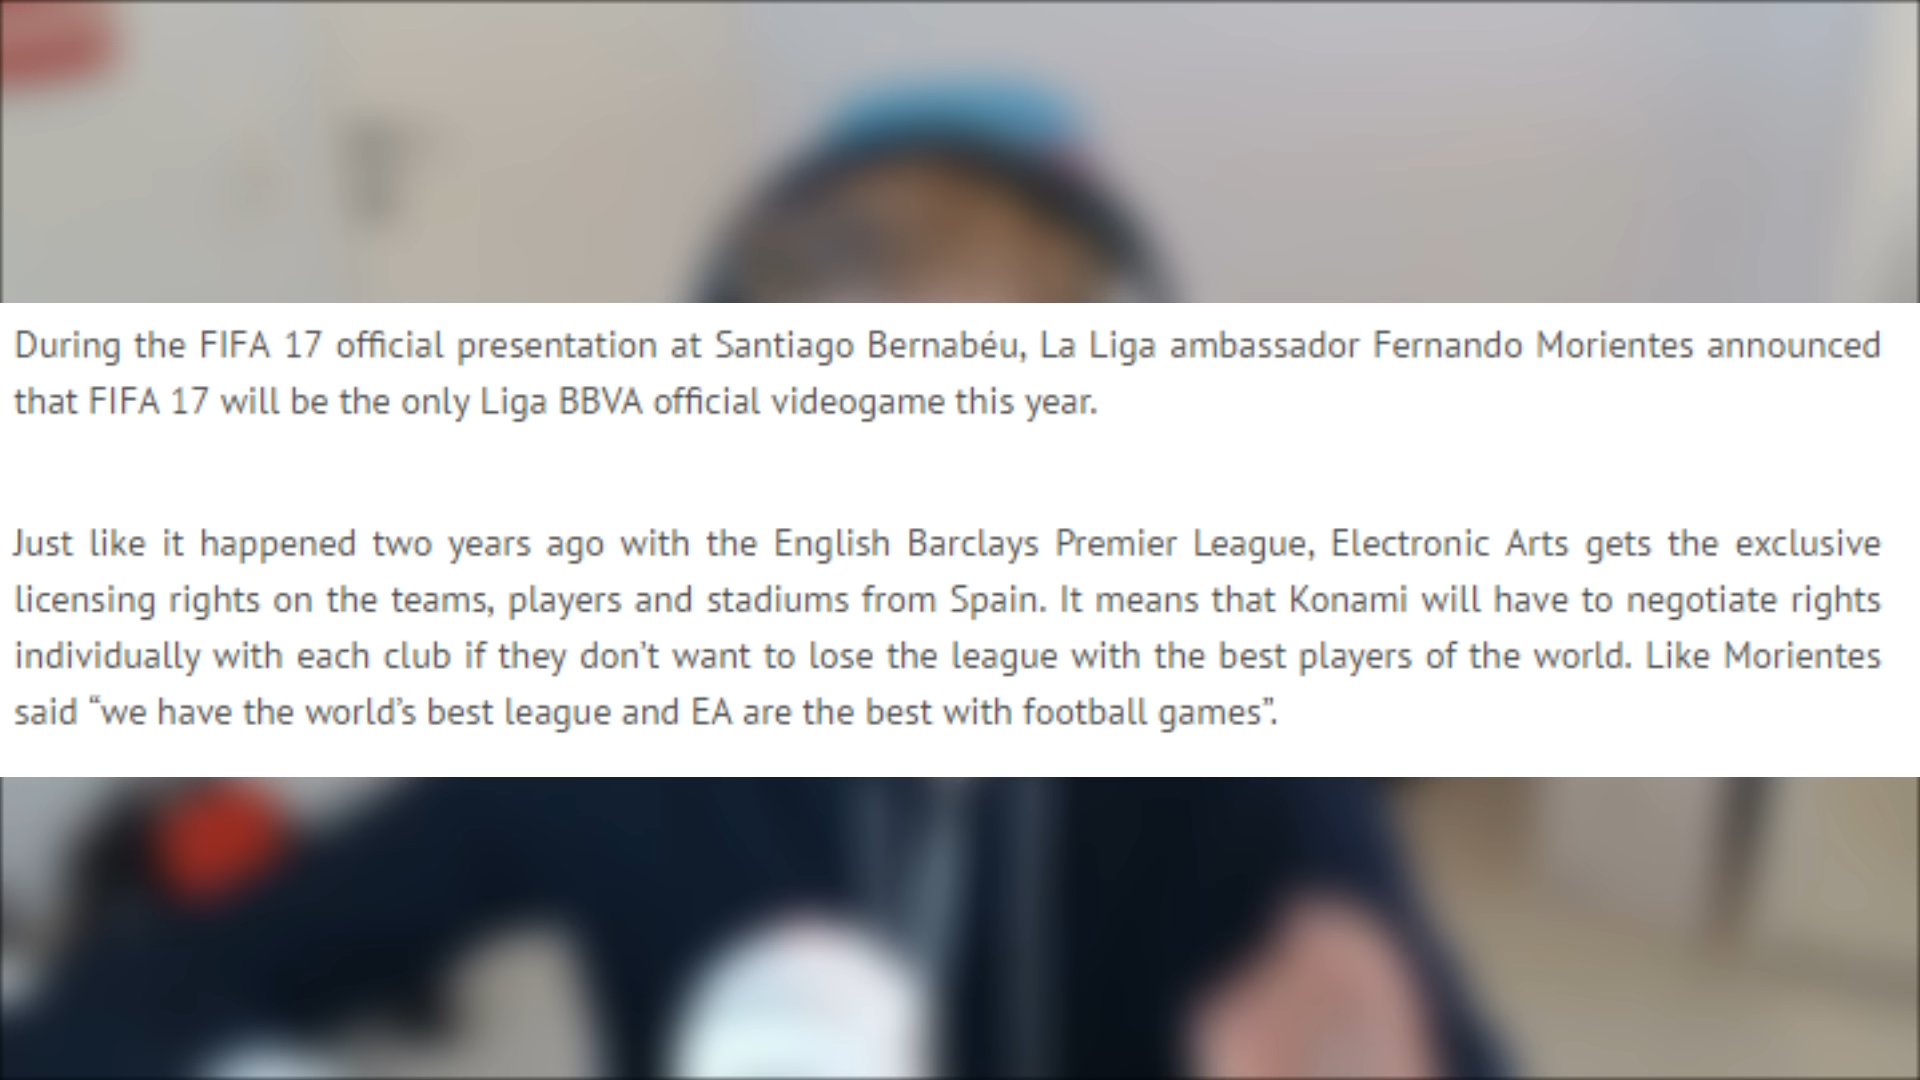 During the FIFA 17 official presentation at Santiago Bernabéu, La Liga ambassador Fernando Morientes announced
that FIFA 17 will be the only Liga BBVA official videogame this year.
Just like it happened two years ago with the English Barclays Premier League, Electronic Arts gets the exclusive
licensing rights on the teams, players and stadiums from Spain. It means that Konami will have to negotiate rights
individually with each club if they don’t want to lose the league with the best players of the world. Like Morientes
said “we have the world’s best league and EA are the best with football games”.